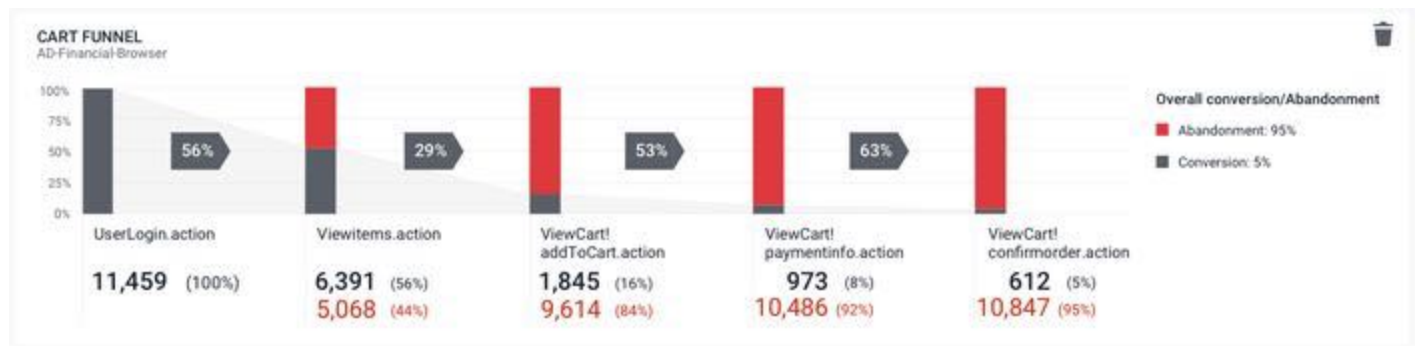 CART FUNNEL
AD-Financial-Browser
100%
75%
50%
25%
0%
56%
29%
53%
63%
Overall conversion/Abandonment
Abandonment: 95%
Conversion: 5%
UserLogin.action
11,459 (100%)
Viewitems.action
6,391 (56%)
5,068 (44%)
ViewCart!
addToCart.action
1,845 (16%)
9,614 (84%)
ViewCart!
paymentinfo.action
973 (8%)
10,486 (92%)
ViewCart!
confirmorder.action
612 (5%)
10,847 (95%)